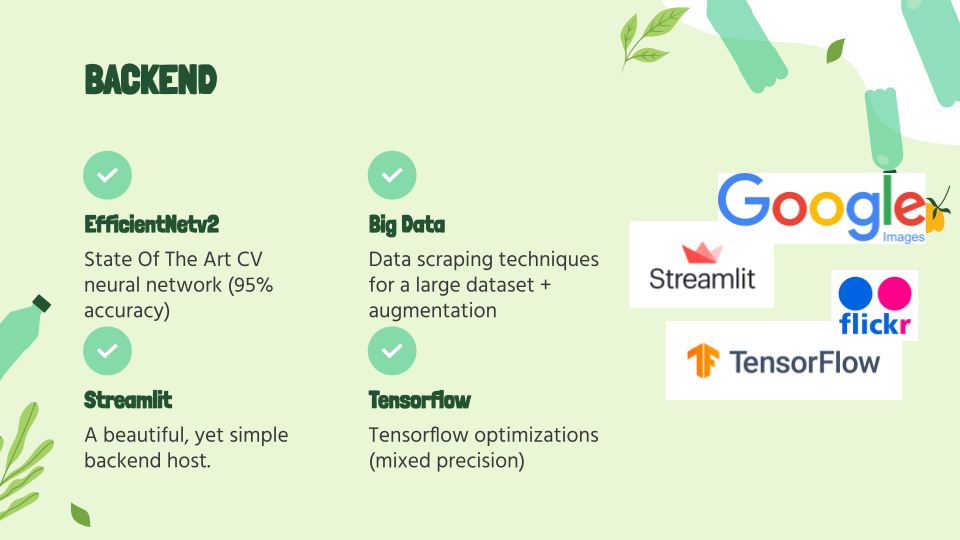 BACKEND
EfficientNetv2
State Of The Art CV
neural network (95%
accuracy)
Big Data
Data scraping techniques
for a large dataset +
augmentation
Streamlit
A beautiful, yet simple
backend host.
Tensorflow
Tensorflow optimizations
(mixed precision)
Google
Images
Streamlit
flickr
TensorFlow